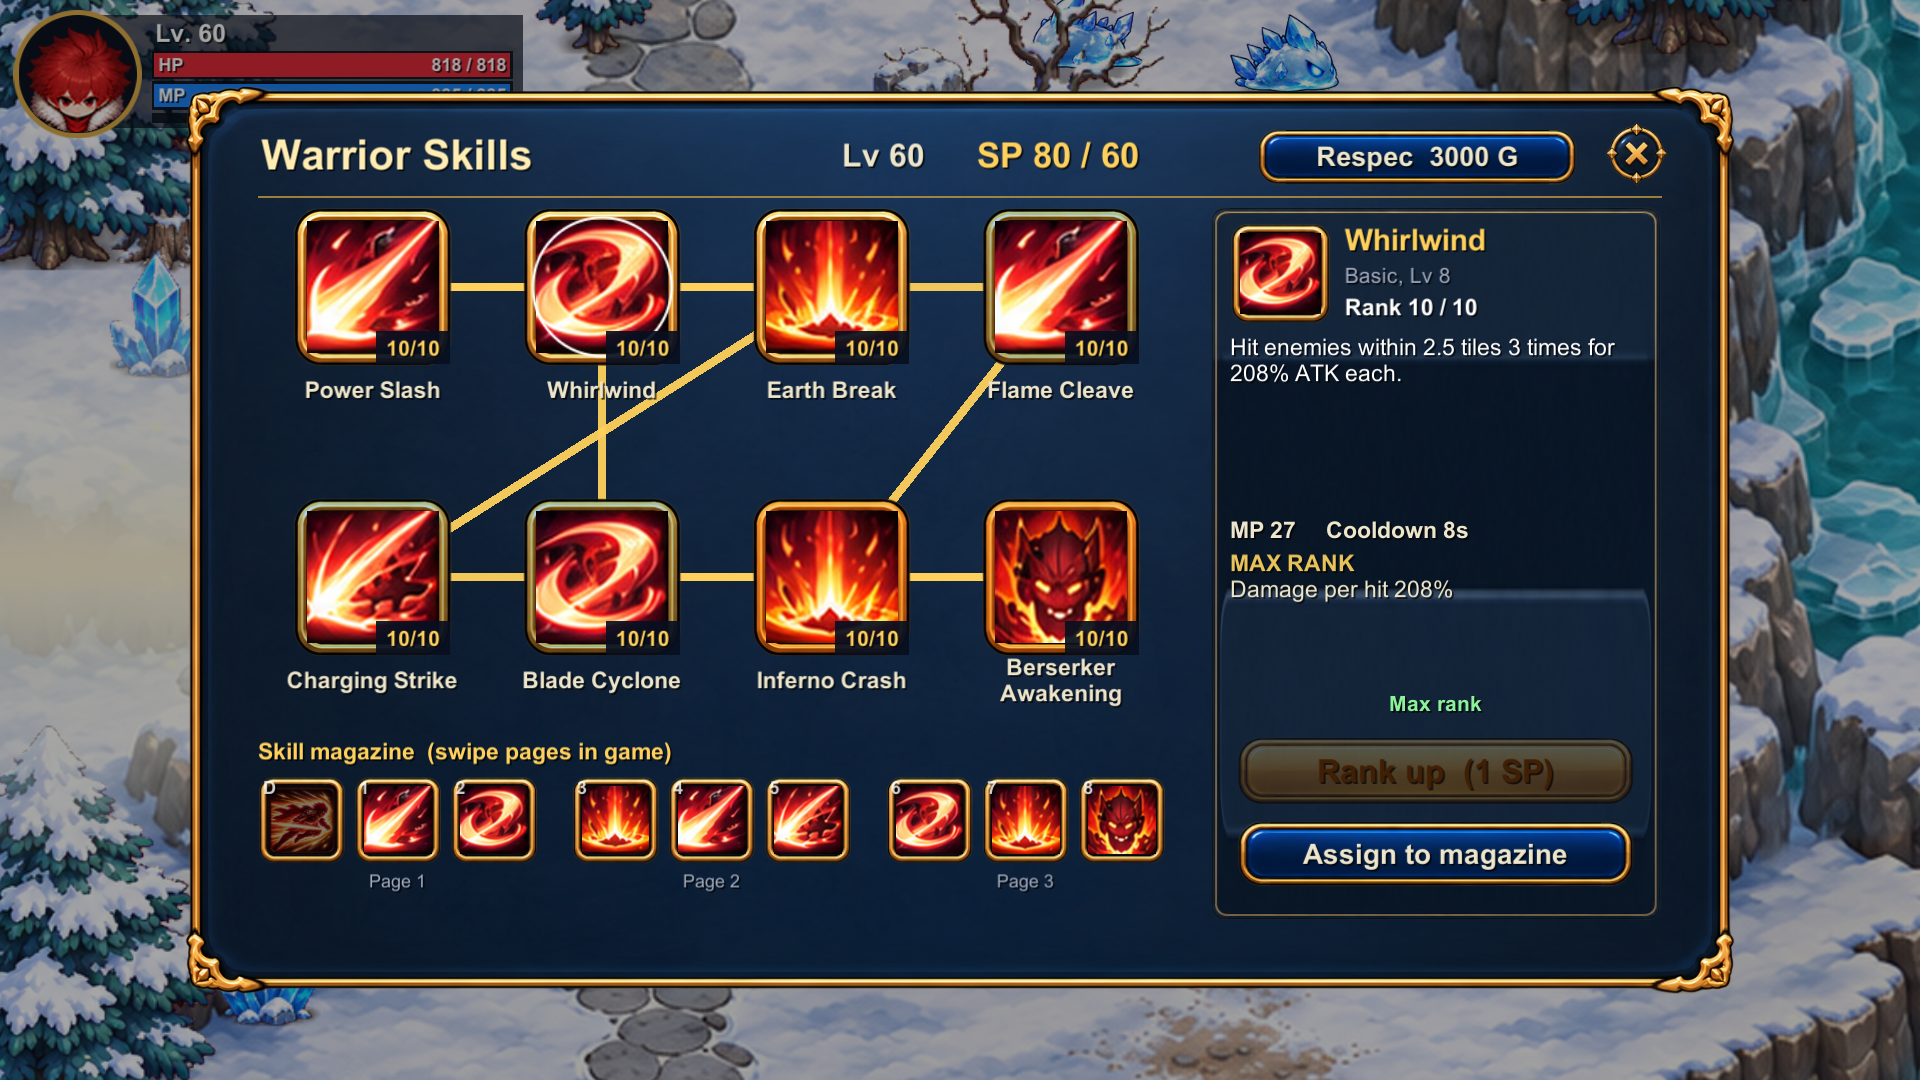 Lv. 60
HP 818 / 818
MP
Warrior Skills
Lv 60
SP 80 / 60
Respec 3000 G
10/10
10/10
10/10
10/10
Power Slash
Whirlwind
Earth Break
Flame Cleave
10/10
10/10
10/10
10/10
Charging Strike
Blade Cyclone
Inferno Crash
Berserker
Awakening
Skill magazine (swipe pages in game)
D 1 2 3 4 5 6 7 8
Page 1
Page 2
Page 3
Whirlwind
Basic, Lv 8
Rank 10 / 10
Hit enemies within 2.5 tiles 3 times for
208% ATK each.
MP 27 Cooldown 8s
MAX RANK
Damage per hit 208%
Max rank
Rank up (1 SP)
Assign to magazine